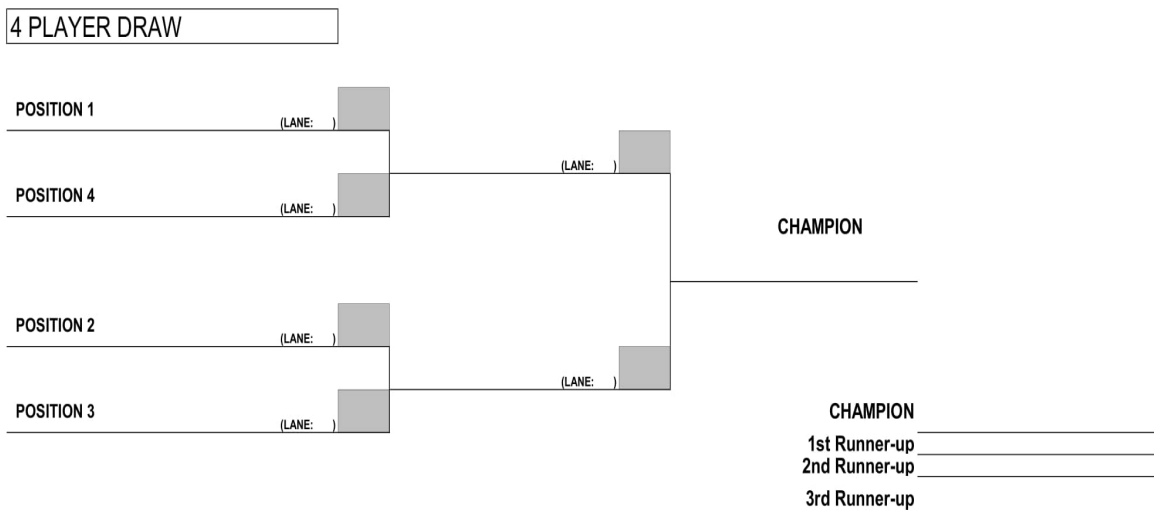 4 PLAYER DRAW
POSITION 1
(LANE: )
(LANE: )
POSITION 4
(LANE: )
CHAMPION
POSITION 2
(LANE: )
(LANE: )
POSITION 3
(LANE: )
CHAMPION
1st Runner-up
2nd Runner-up
3rd Runner-up